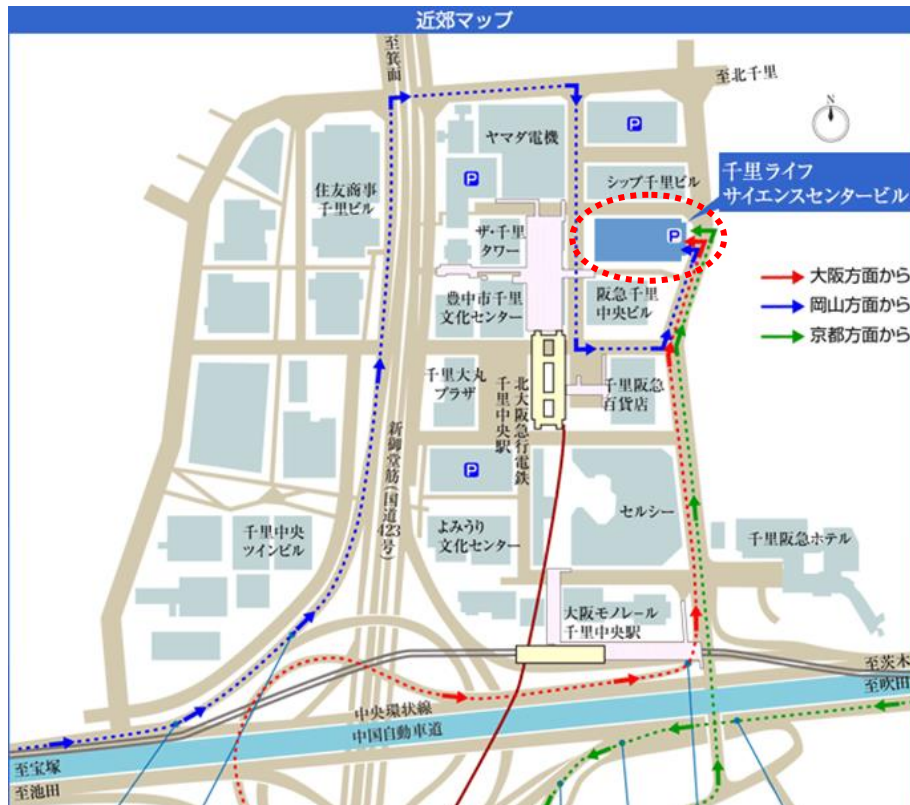 近郊マップ
至箕面
至北千里
N
ヤマダ電機
P
千里ライフ
サイエンスセンタービル
住友商事
千里ビル
P
シップ千里ビル
P
ザ・千里
タワー
大阪方面から
岡山方面から
京都方面から
豊中市千里
文化センター
阪急千里
中央ビル
千里大丸
プラザ
北大阪急行電鉄
千里中央駅
千里阪急
百貨店
新御堂筋(国道423号)
P
セルシー
千里中央
ツインビル
よみうり
文化センター
千里阪急ホテル
大阪モノレール
千里中央駅
至茨木
至吹田
中央環状線
中国自動車道
至宝塚
至池田